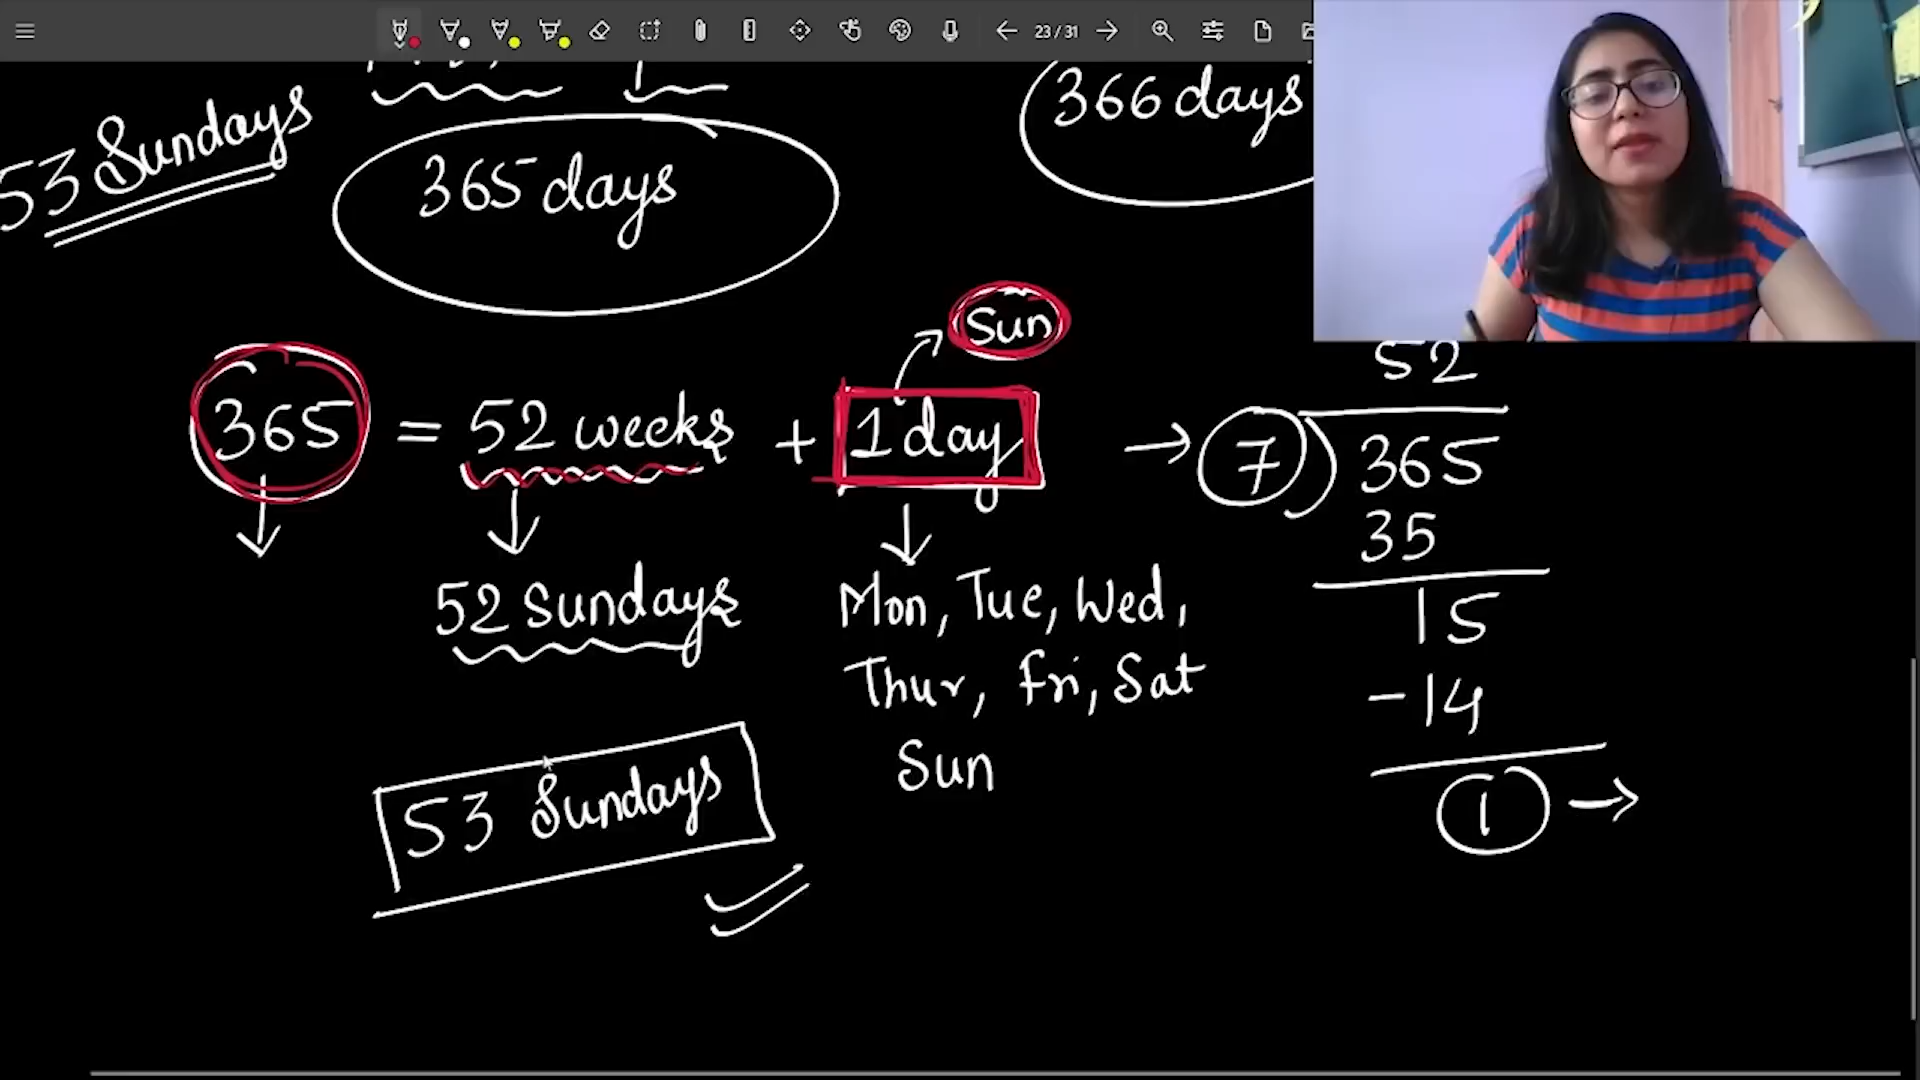 23 / 31
53 Sundays
365 days
366 days
Sun
365 = 52 weeks + 1 day → 7) 365
52
35
52 Sundays
Mon, Tue, Wed,
15
Thur, Fri, Sat
- 14
Sun
53 Sundays
1 →